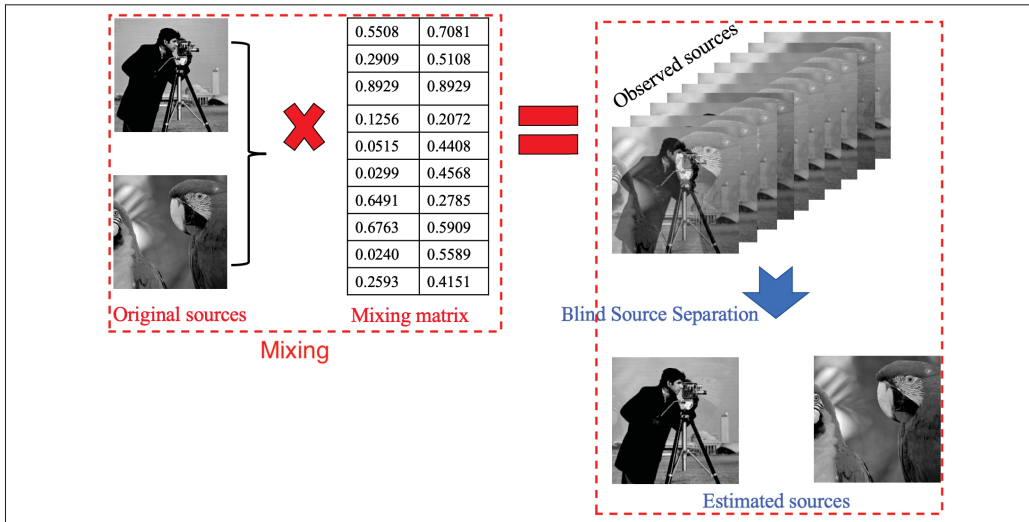 0.5508 0.7081
0.2909 0.5108
0.8929 0.8929
0.1256 0.2072
0.0515 0.4408
0.0299 0.4568
0.6491 0.2785
0.6763 0.5909
0.0240 0.5589
0.2593 0.4151
Original sources
Mixing matrix
Mixing
Observed sources
Blind Source Separation
Estimated sources